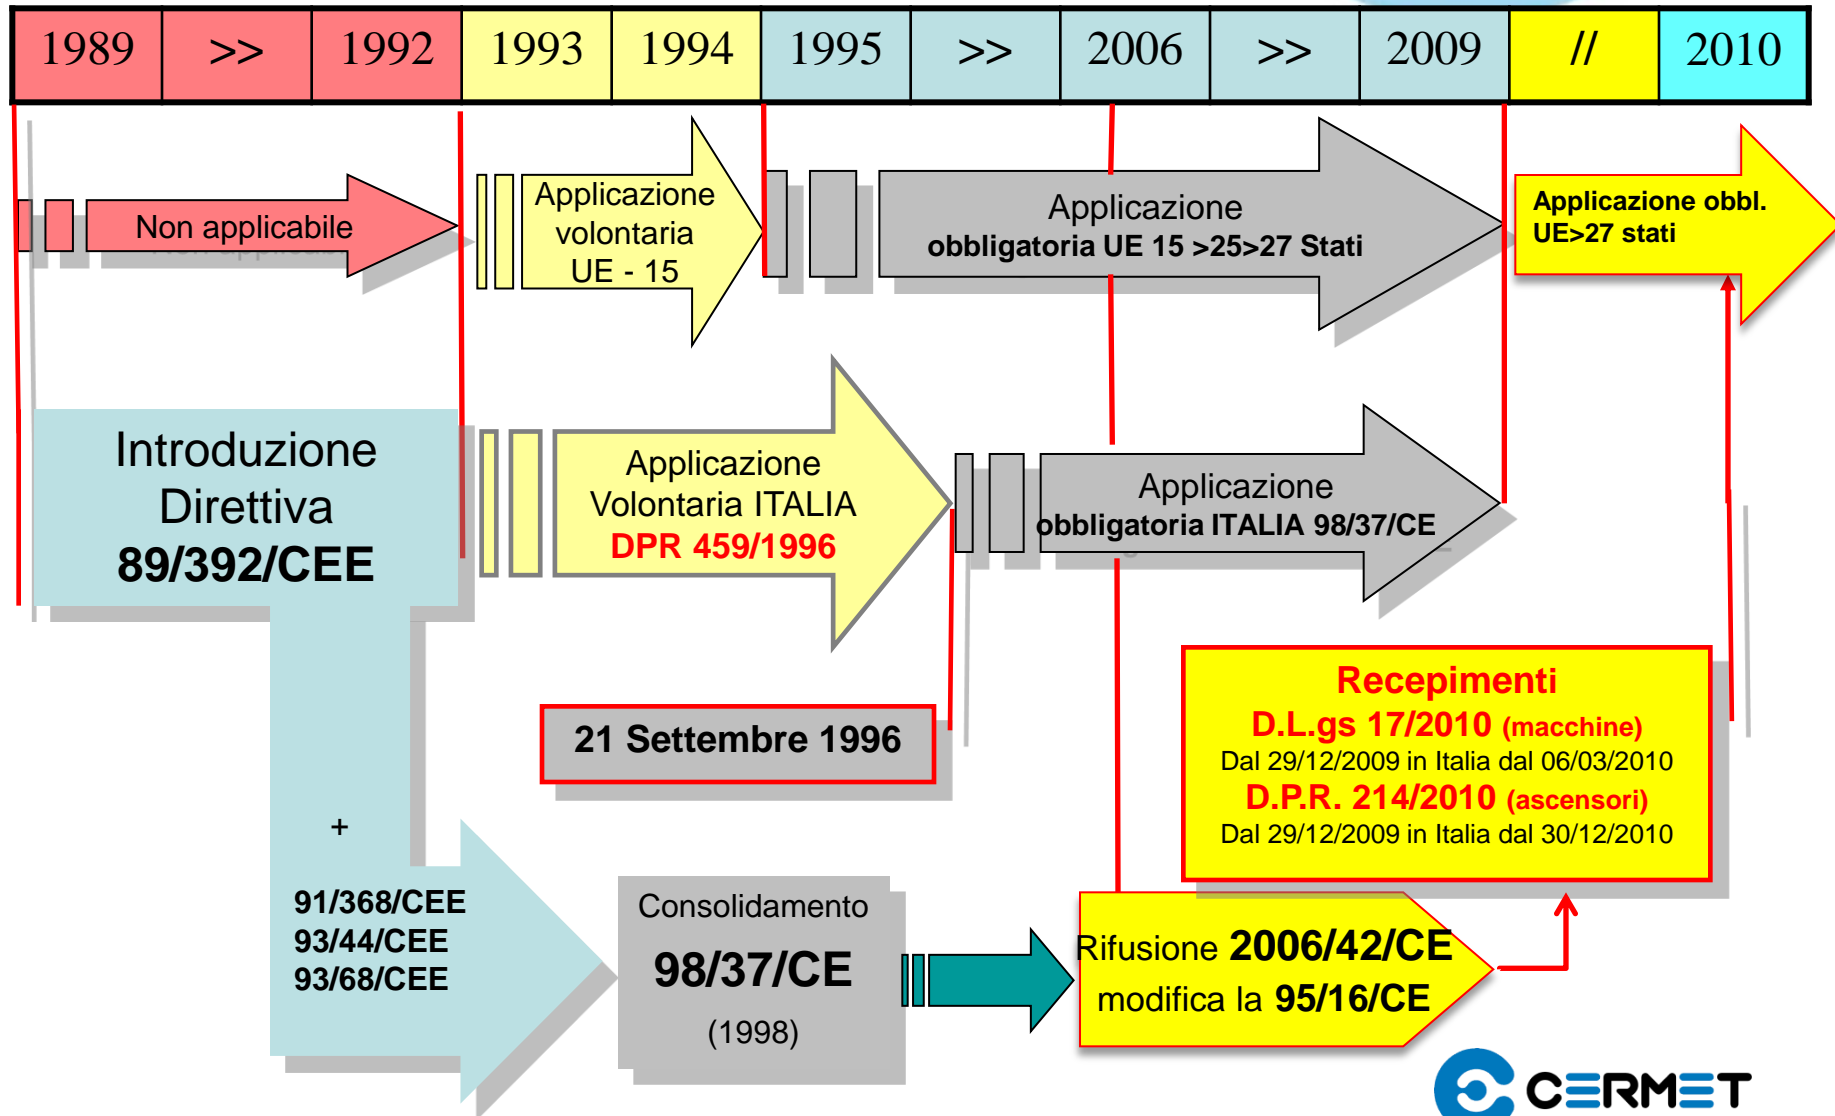 1989 >> 1992 1993 1994 1995 >> 2006 >> 2009 // 2010
Non applicabile
Applicazione
volontaria
UE - 15
Applicazione
obbligatoria UE 15 >25>27 Stati
Applicazione obbl.
UE>27 stati
Introduzione
Direttiva
89/392/CEE
Applicazione
Volontaria ITALIA
DPR 459/1996
Applicazione
obbligatoria ITALIA 98/37/CE
21 Settembre 1996
Recepimenti
D.L.gs 17/2010 (macchine)
Dal 29/12/2009 in Italia dal 06/03/2010
D.P.R. 214/2010 (ascensori)
Dal 29/12/2009 in Italia dal 30/12/2010
+
91/368/CEE
93/44/CEE
93/68/CEE
Consolidamento
98/37/CE
(1998)
Rifusione 2006/42/CE
modifica la 95/16/CE
CERMET